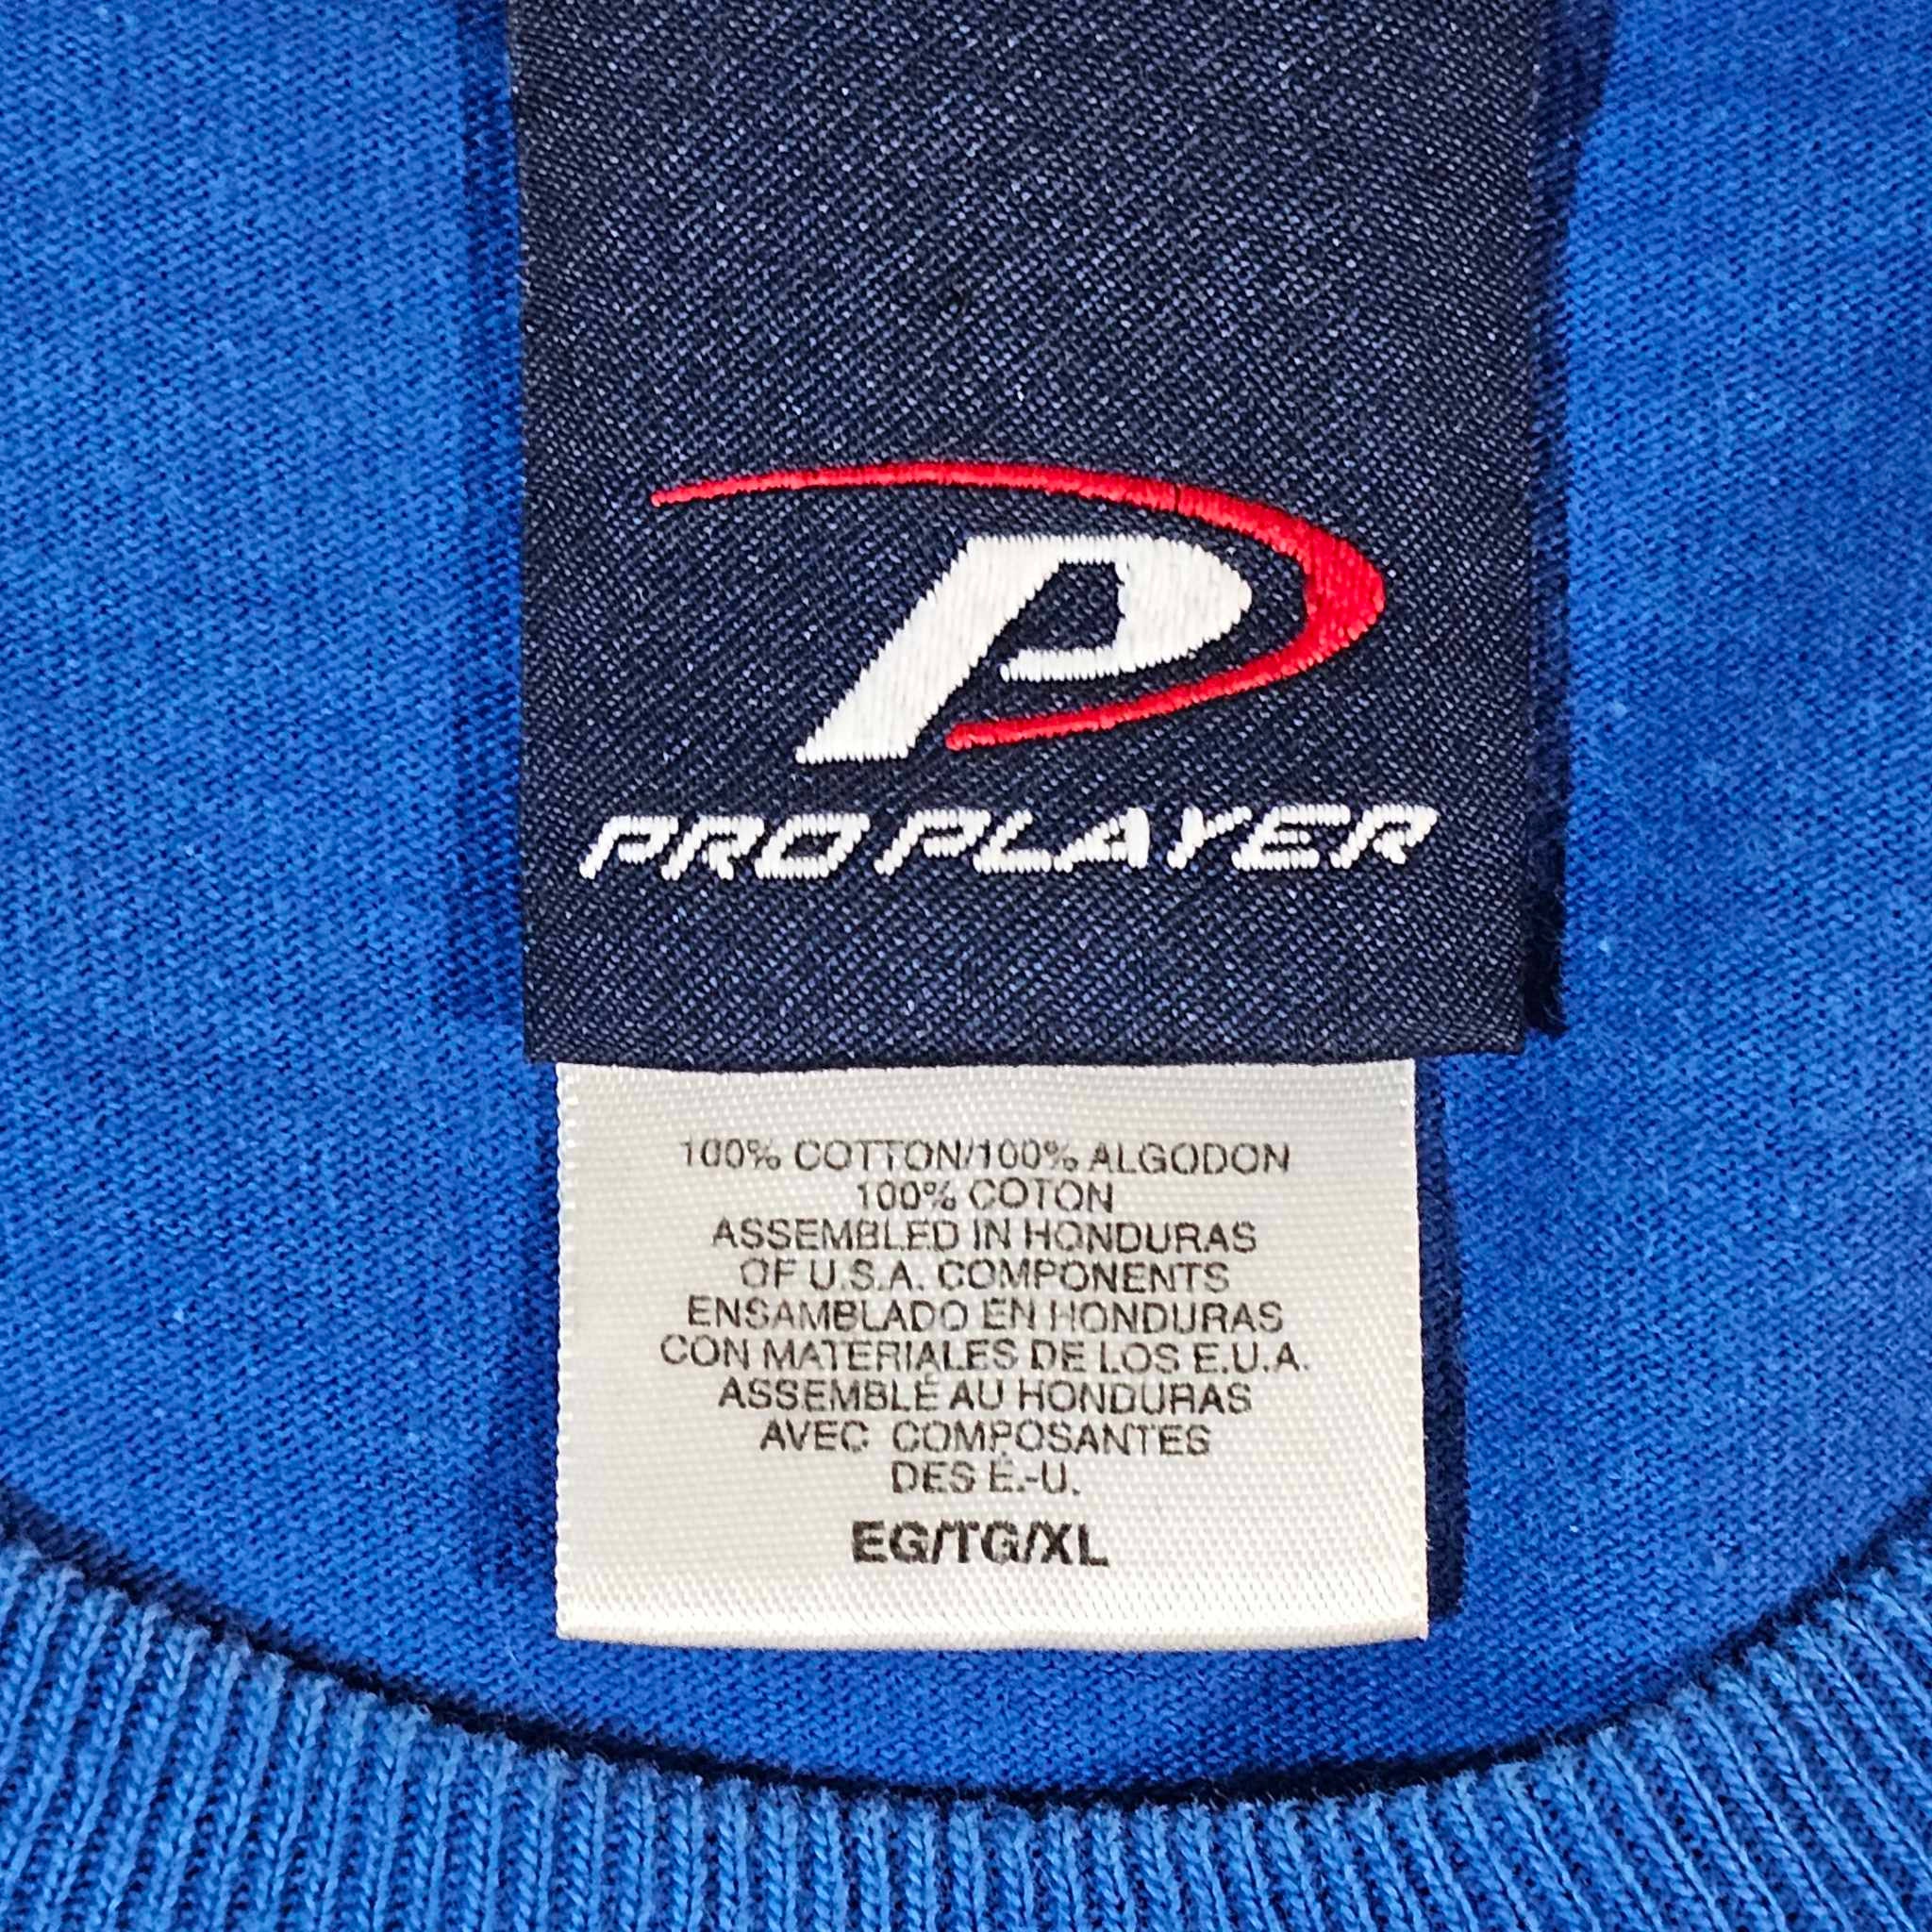 P
PRO PLAYER
100% COTTON/100% ALGODON
100% COTON
ASSEMBLED IN HONDURAS
OF U.S.A. COMPONENTS
ENSAMBLADO EN HONDURAS
CON MATERIALES DE LOS E.U.A.
ASSEMBLÉ AU HONDURAS
AVEC COMPOSANTES
DES É.-U.
EG/TG/XL